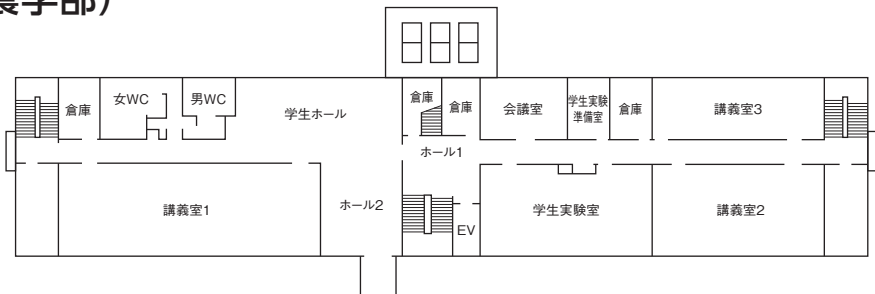 農学部）
倉庫
女WC
男WC
学生ホール
倉庫
倉庫
会議室
学生実験
準備室
倉庫
講義室3
ホール1
講義室1
ホール2
EV
学生実験室
講義室2